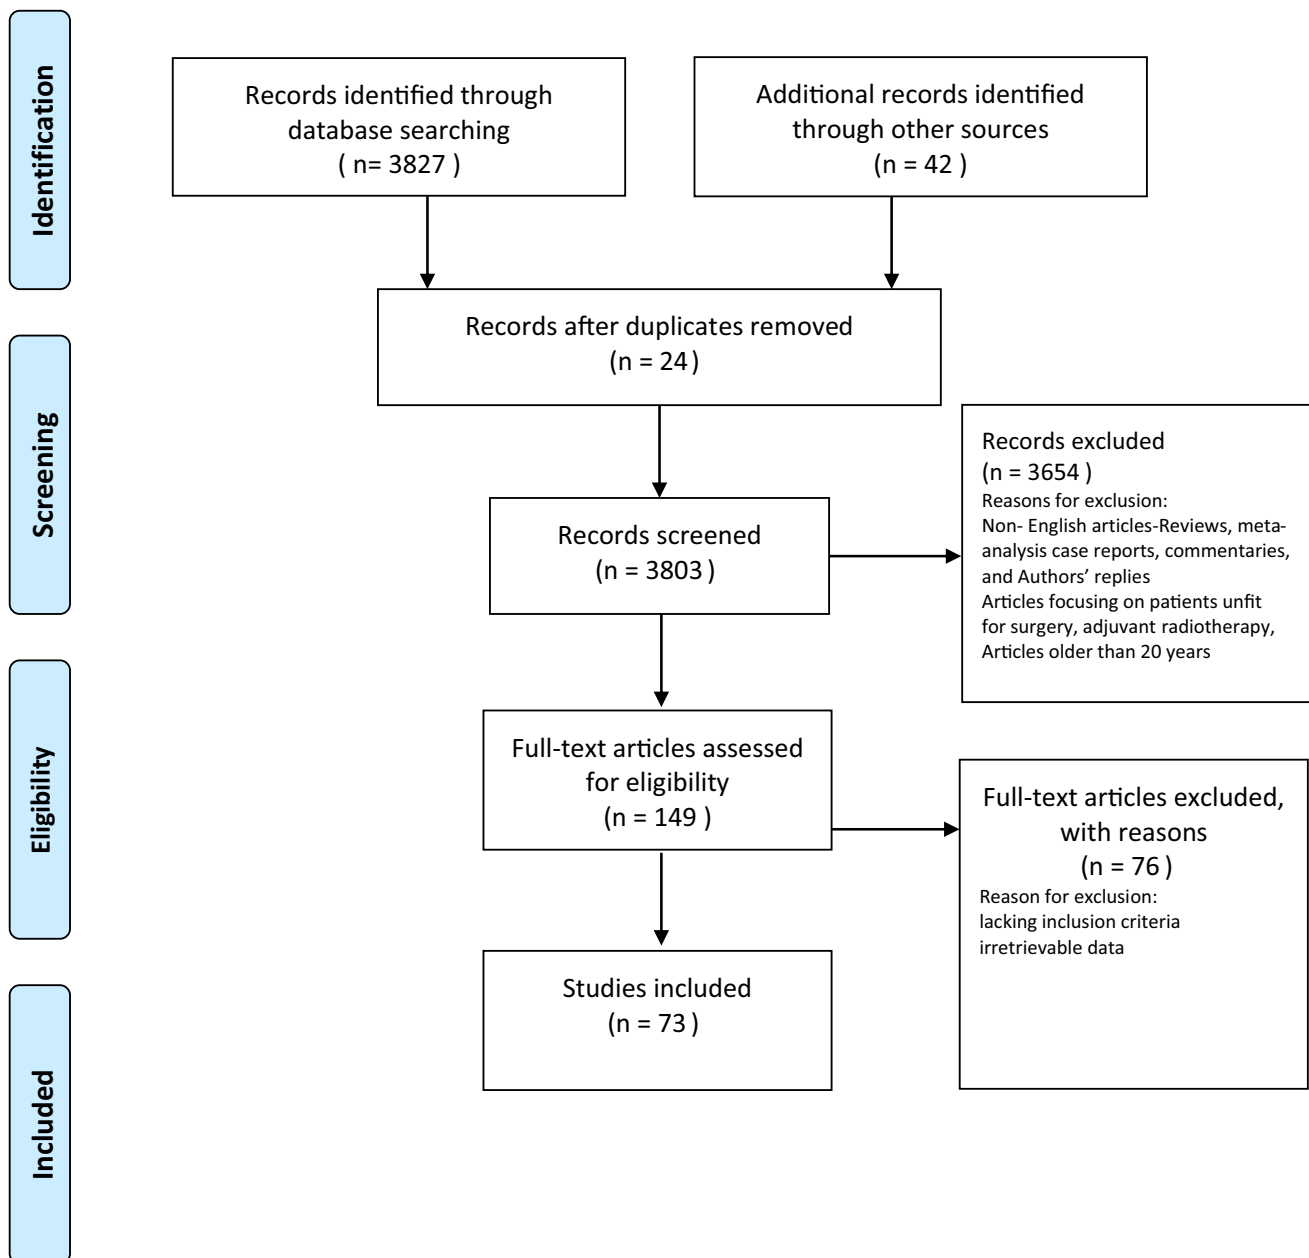 Identification
Records identified through
database searching
( n= 3827 )
Additional records identified
through other sources
(n = 42 )
Records after duplicates removed
(n = 24 )
Screening
Records screened
(n = 3803 )
Records excluded
(n = 3654 )
Reasons for exclusion:
Non- English articles-Reviews, meta-
analysis case reports, commentaries,
and Authors’ replies
Articles focusing on patients unfit
for surgery, adjuvant radiotherapy,
Articles older than 20 years
Eligibility
Full-text articles assessed
for eligibility
(n = 149 )
Full-text articles excluded,
with reasons
(n = 76 )
Reason for exclusion:
lacking inclusion criteria
irretrievable data
Included
Studies included
(n = 73 )